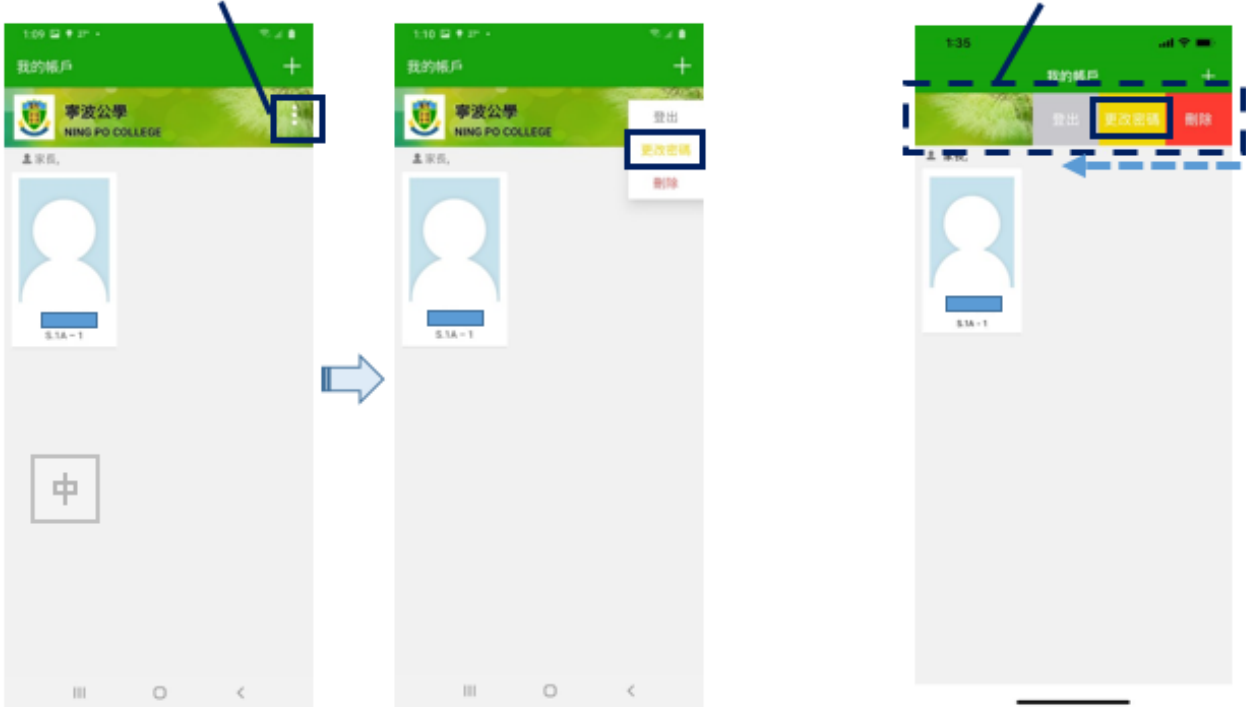 1:09
我的帳戶
寧波公學
NING PO COLLEGE
家長,
S.1A - 1
中
1:10
我的帳戶
寧波公學
NING PO COLLEGE
登出
更改密碼
刪除
家長,
S.1A - 1
1:35
我的帳戶
登出
更改密碼
刪除
家長,
S.1A - 1